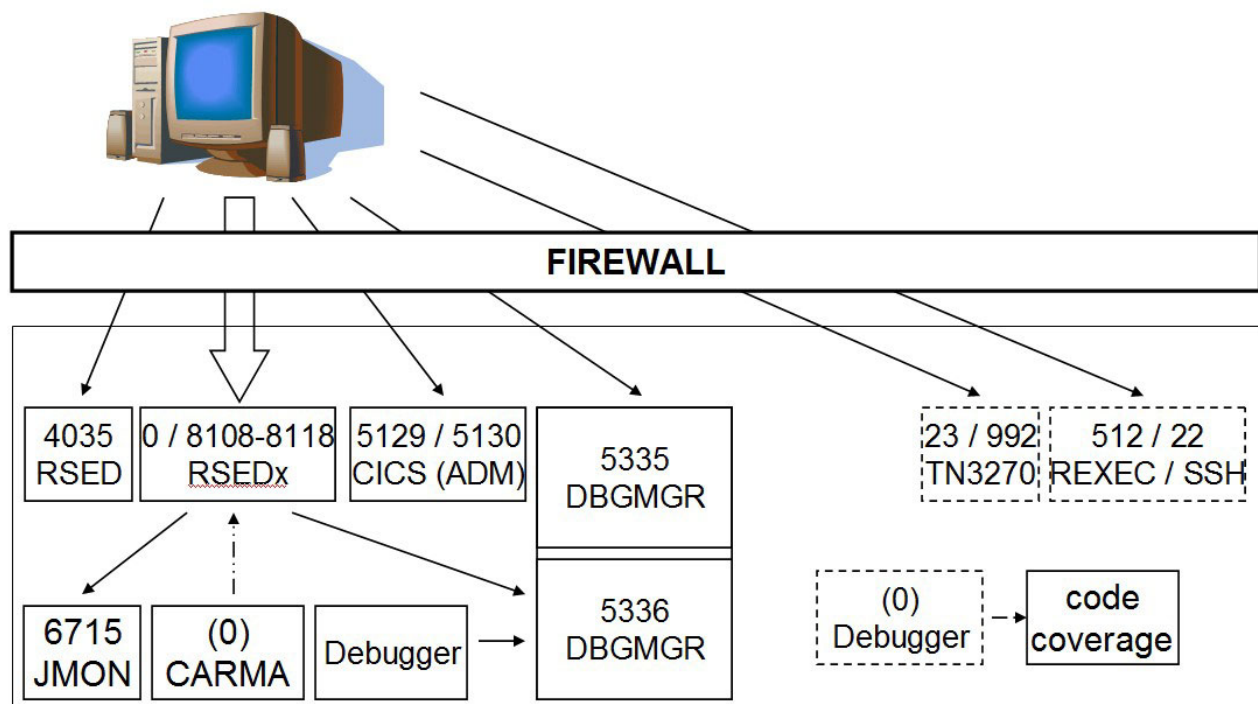 FIREWALL
4035
RSED
0 / 8108-8118
RSEDx
5129 / 5130
CICS (ADM)
5335
DBGMGR
23 / 992
TN3270
512 / 22
REXEC / SSH
6715
JMON
(0)
CARMA
Debugger
5336
DBGMGR
(0)
Debugger
code
coverage